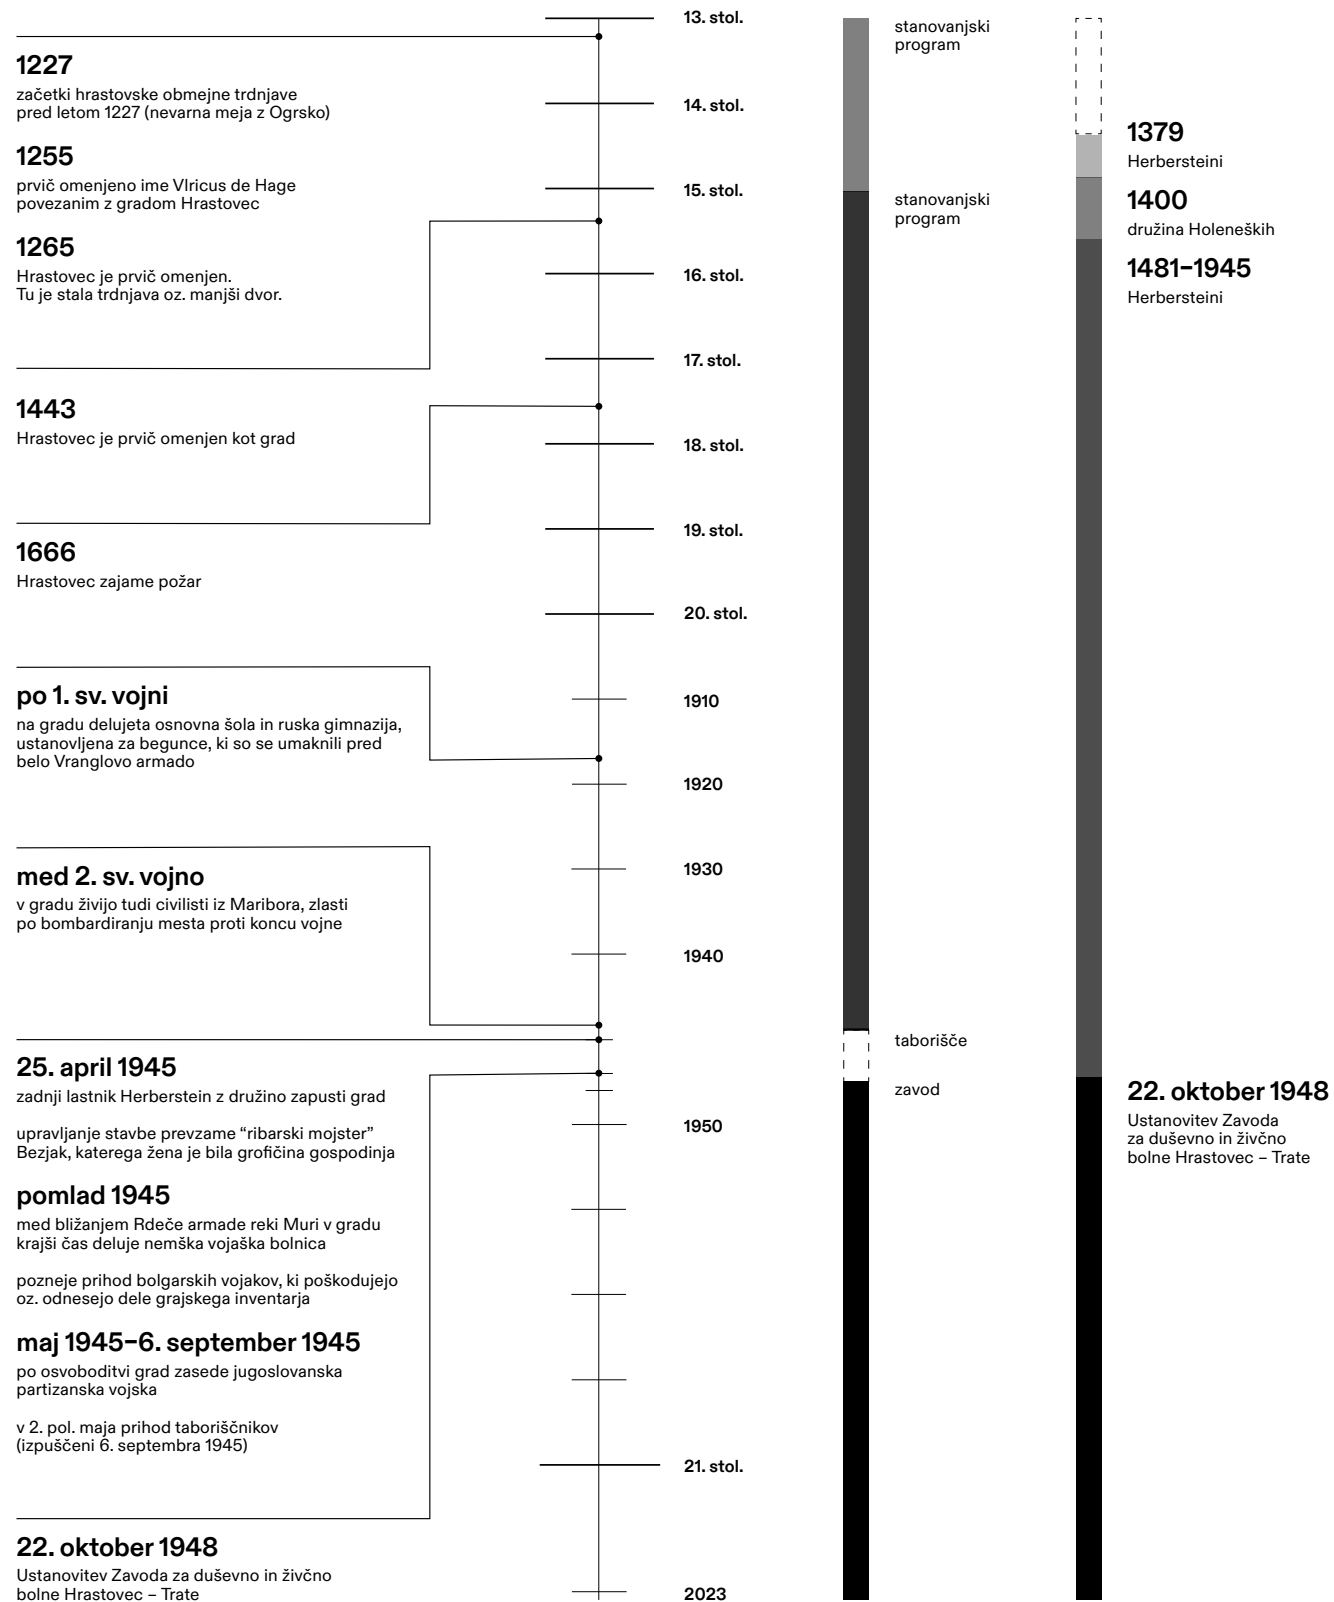 1227
začetki hrastovske obmejne trdnjave
pred letom 1227 (nevarna meja z Ogrsko)
1255
prvič omenjeno ime Vlricus de Hage
povezanim z gradom Hrastovec
1265
Hrastovec je prvič omenjen.
Tu je stala trdnjava oz. manjši dvor.
1443
Hrastovec je prvič omenjen kot grad
1666
Hrastovec zajame požar
po 1. sv. vojni
na gradu delujeta osnovna šola in ruska gimnazija,
ustanovljena za begunce, ki so se umaknili pred
belo Vranglovo armado
med 2. sv. vojno
v gradu živijo tudi civilisti iz Maribora, zlasti
po bombardiranju mesta proti koncu vojne
25. april 1945
zadnji lastnik Herberstein z družino zapusti grad
upravljanje stavbe prevzame “ribarski mojster”
Bezjak, katerega žena je bila grofičina gospodinja
pomlad 1945
med bližanjem Rdeče armade reki Muri v gradu
krajši čas deluje nemška vojaška bolnica
pozneje prihod bolgarskih vojakov, ki poškodujejo
oz. odnesejo dele grajskega inventarja
maj 1945–6. september 1945
po osvoboditvi grad zasede jugoslovanska
partizanska vojska
v 2. pol. maja prihod taboriščnikov
(izpuščeni 6. septembra 1945)
22. oktober 1948
Ustanovitev Zavoda za duševno in živčno
bolne Hrastovec – Trate
13. stol.
14. stol.
15. stol.
16. stol.
17. stol.
18. stol.
19. stol.
20. stol.
1910
1920
1930
1940
1950
21. stol.
2023
stanovanjski
program
stanovanjski
program
taborišče
zavod
1379
Herbersteini
1400
družina Holeneških
1481–1945
Herbersteini
22. oktober 1948
Ustanovitev Zavoda
za duševno in živčno
bolne Hrastovec – Trate